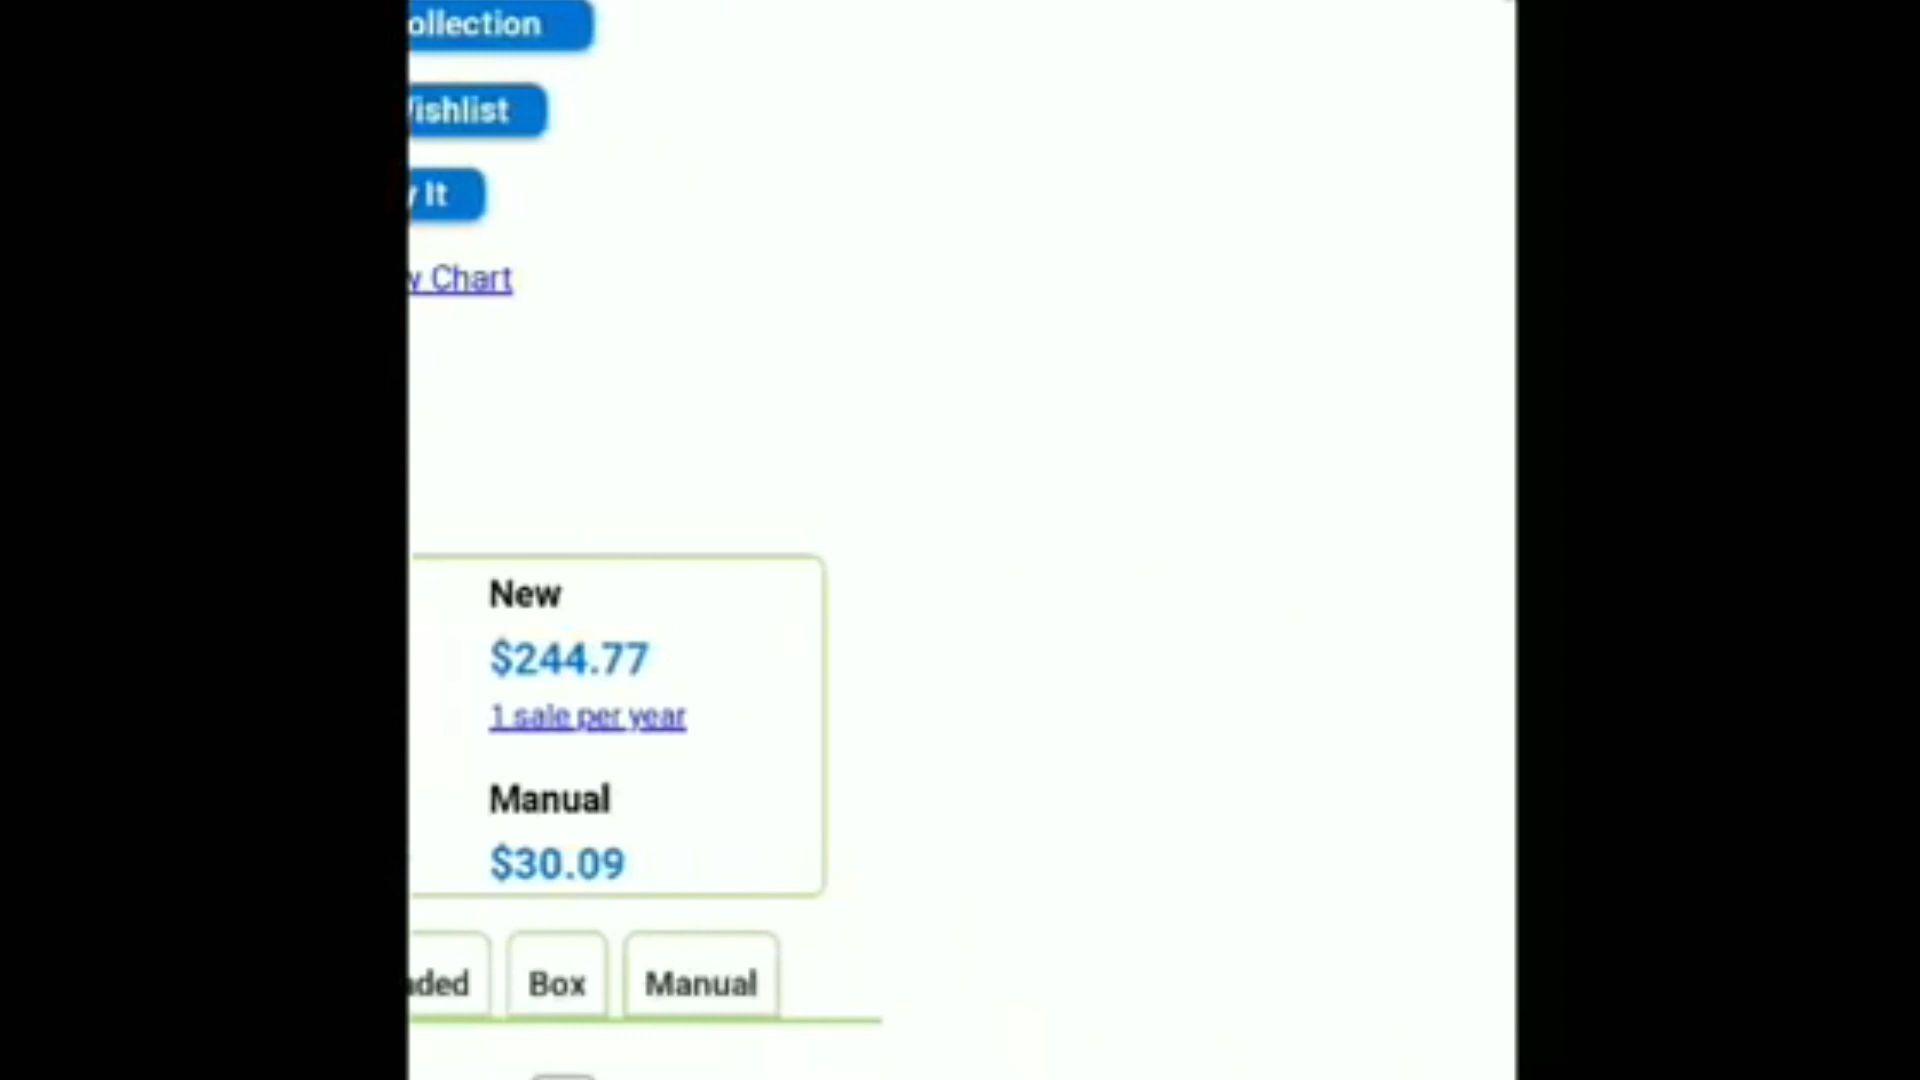 ollection
ishlist
It
Chart
New
$244.77
1 sale per year
Manual
$30.09
ded
Box
Manual